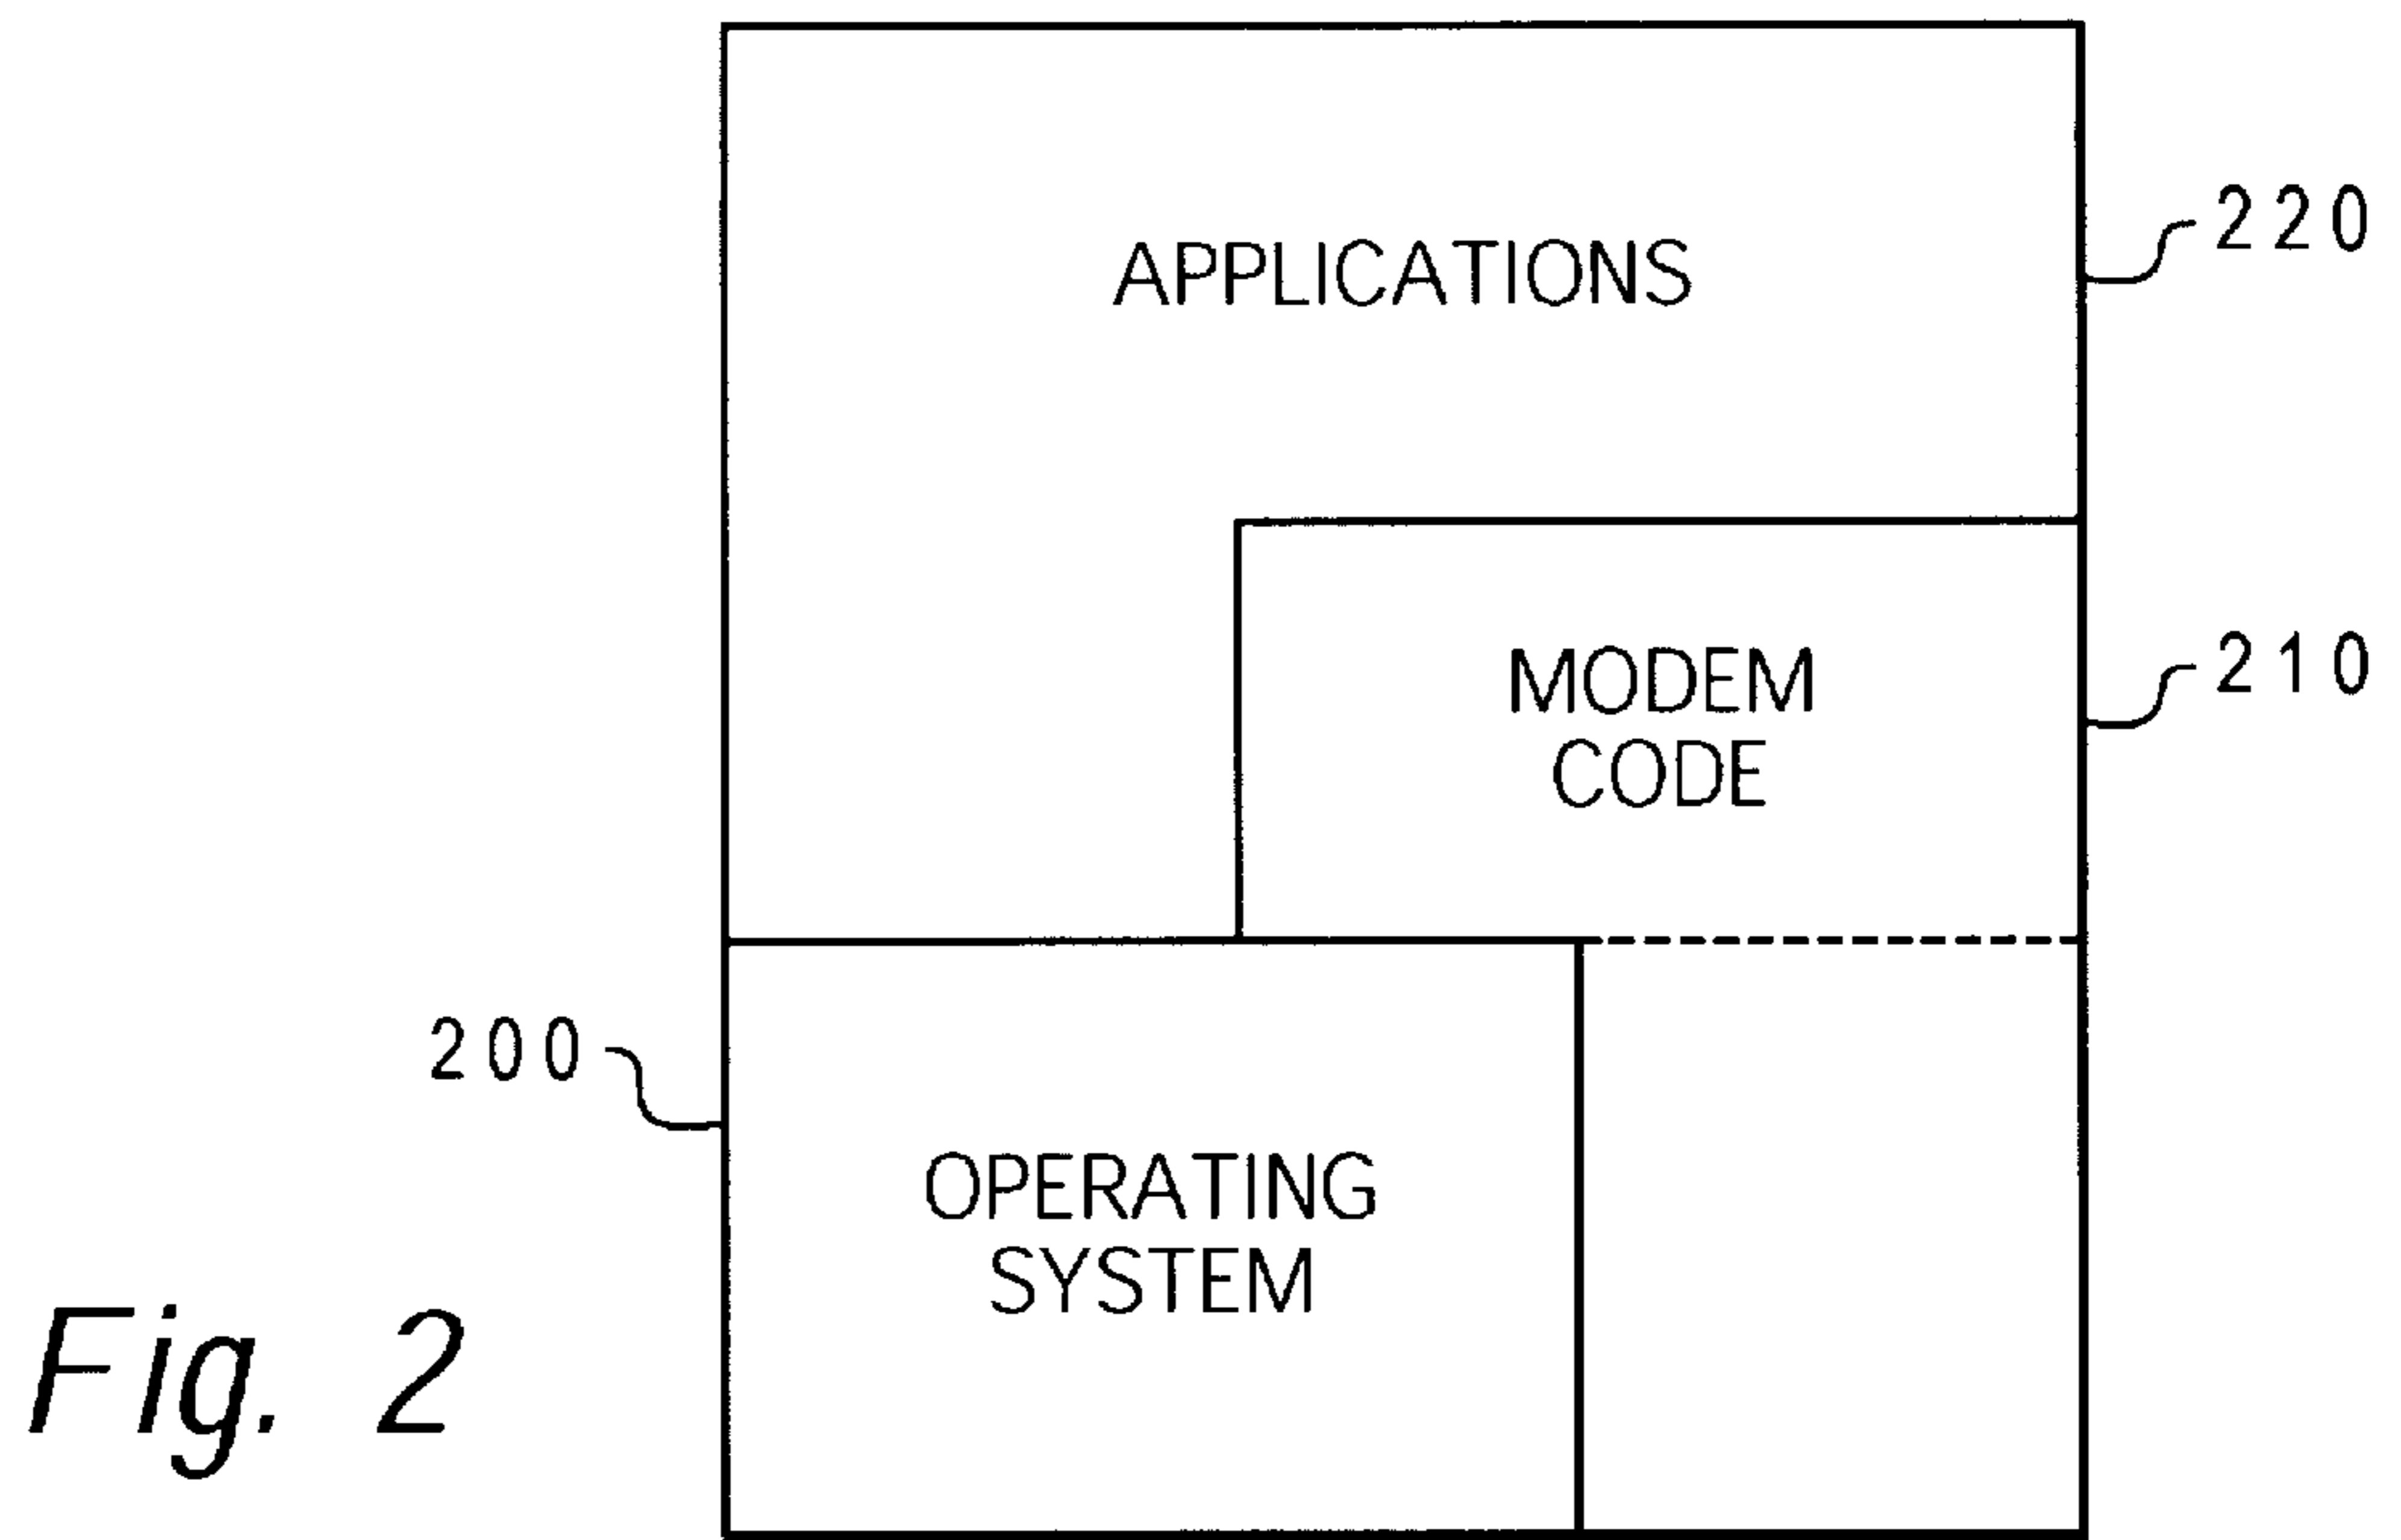 APPLICATIONS
220
MODEM
CODE
210
200
OPERATING
SYSTEM
Fig. 2